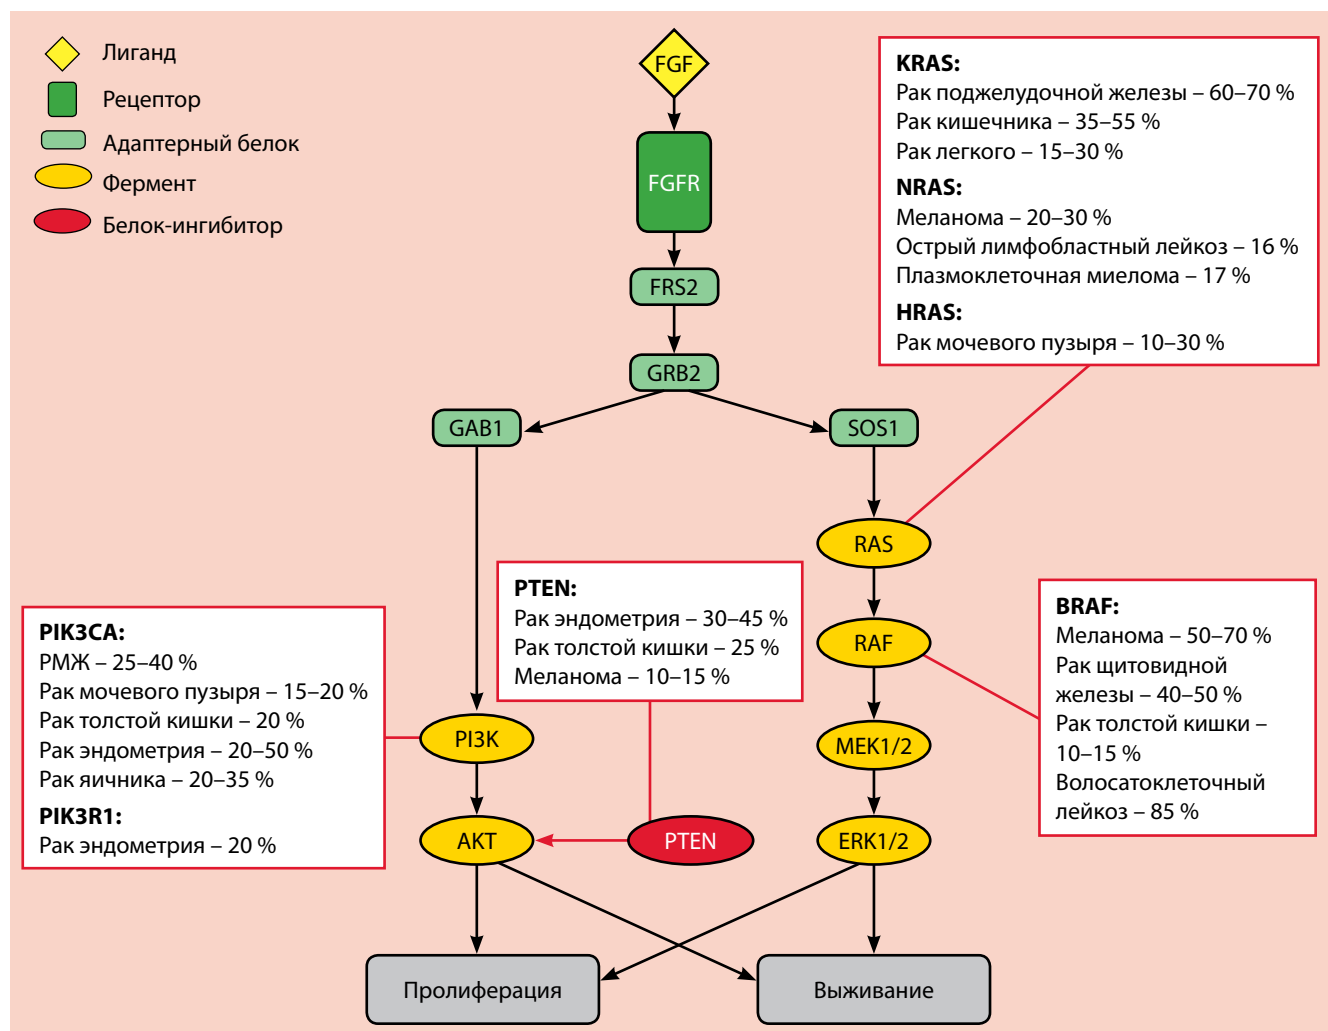 Лиганд
Рецептор
Адаптерный белок
Фермент
Белок-ингибитор
FGF
FGFR
FRS2
GRB2
GAB1
SOS1
KRAS:
Рак поджелудочной железы – 60–70 %
Рак кишечника – 35–55 %
Рак легкого – 15–30 %
NRAS:
Меланома – 20–30 %
Острый лимфобластный лейкоз – 16 %
Плазмоклеточная миелома – 17 %
HRAS:
Рак мочевого пузыря – 10–30 %
RAS
RAF
MEK1/2
ERK1/2
PIK3CA:
РМЖ – 25–40 %
Рак мочевого пузыря – 15–20 %
Рак толстой кишки – 20 %
Рак эндометрия – 20–50 %
Рак яичника – 20–35 %
PIK3R1:
Рак эндометрия – 20 %
PTEN:
Рак эндометрия – 30–45 %
Рак толстой кишки – 25 %
Меланома – 10–15 %
BRAF:
Меланома – 50–70 %
Рак щитовидной
железы – 40–50 %
Рак толстой кишки –
10–15 %
Волосатоклеточный
лейкоз – 85 %
PI3K
AKT
PTEN
Пролиферация
Выживание